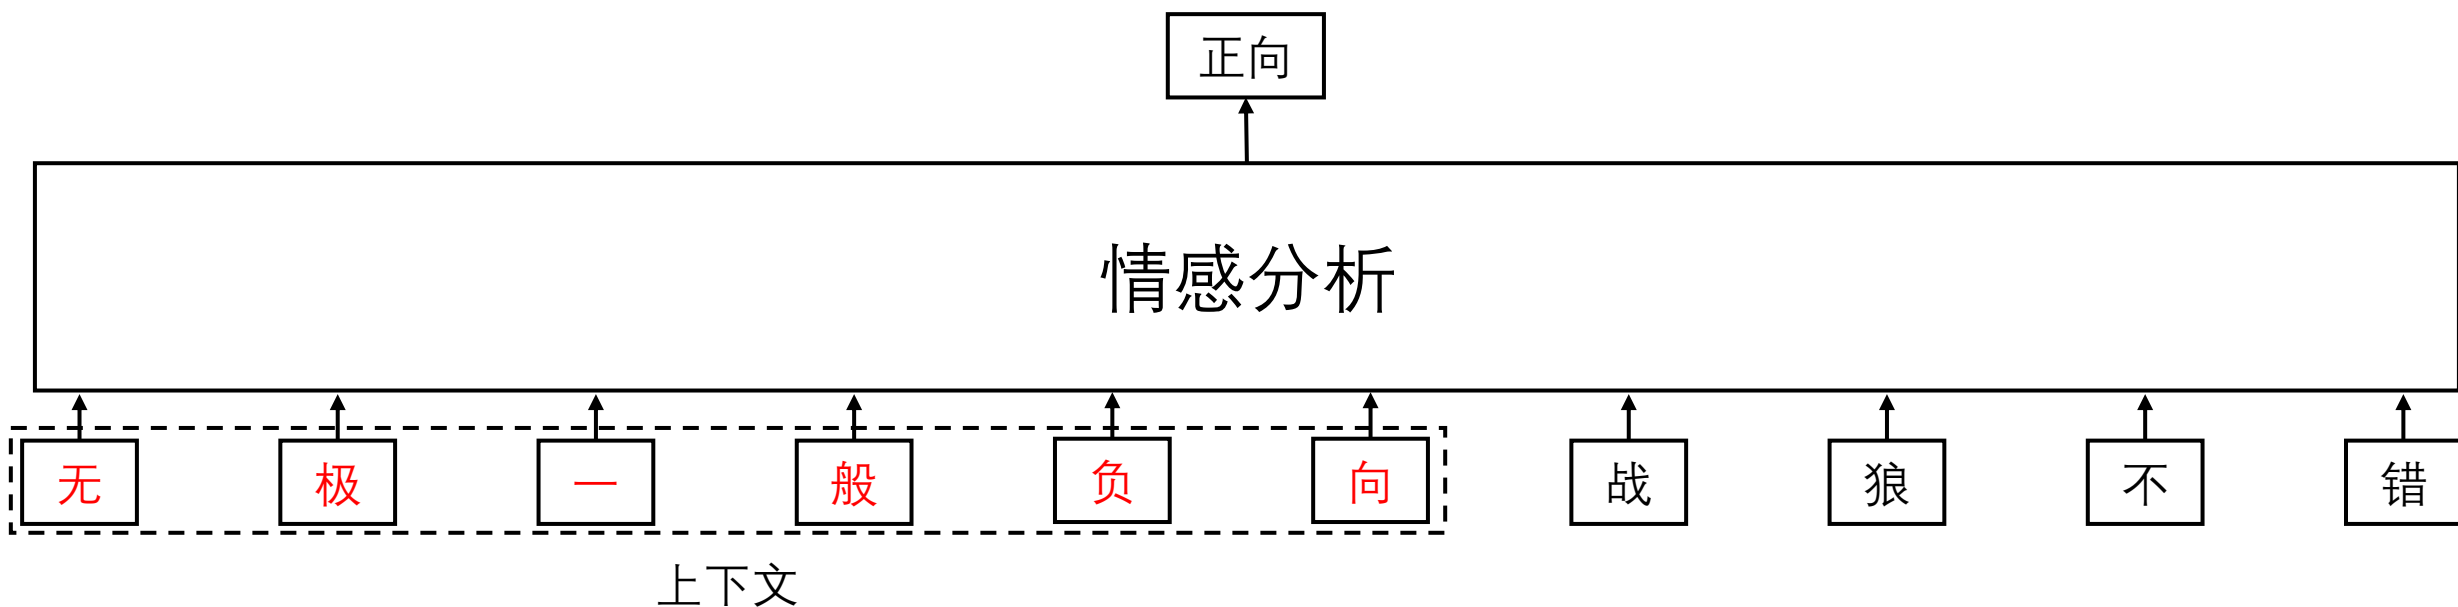 正向
情感分析
无 极 一 般 负 向 战 狼 不 错
上下文